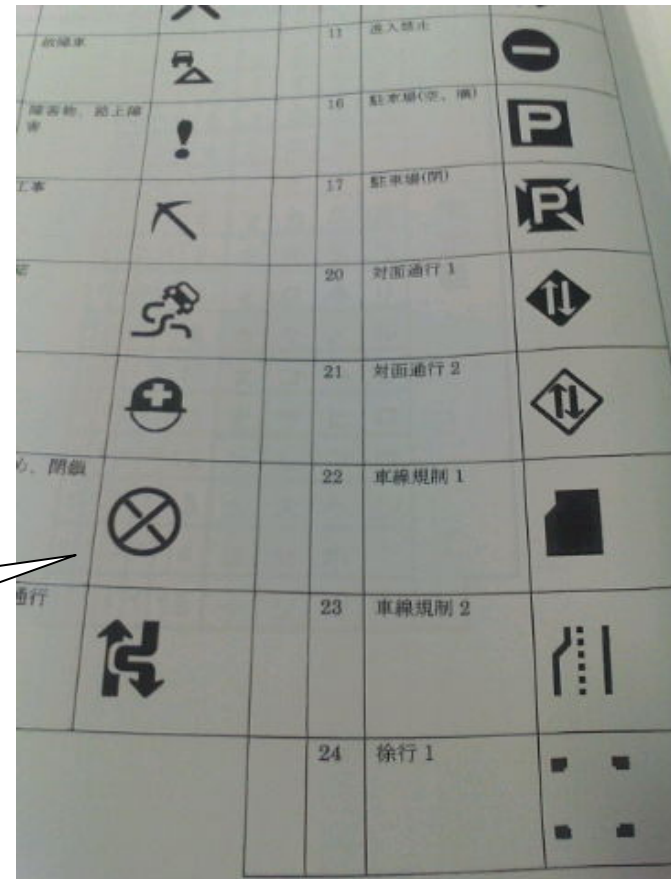 故障車
障害物、路上障
害
工事
閉鎖
通行
進入禁止
16 駐車場(空、満)
P
17 駐車場(閉)
P
20 対面通行 1
21 対面通行 2
22 車線規制 1
23 車線規制 2
24 徐行 1